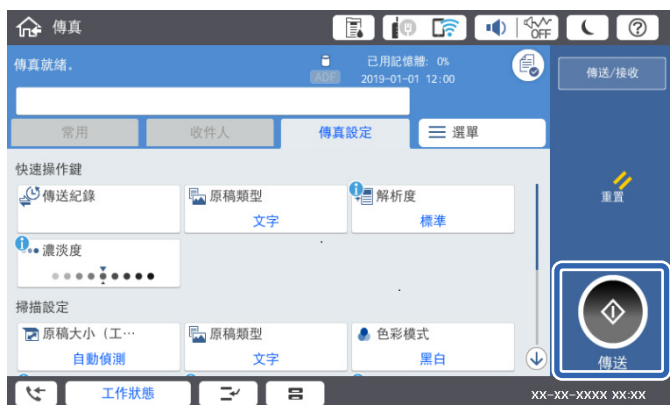 傳真
OFF
傳真就緒.
ADF
已用記憶體: 0%
2019-01-01 12:00
傳送/接收
常用
收件人
傳真設定
選單
快速操作鍵
傳送紀錄
原稿類型
文字
解析度
標準
重置
濃淡度
掃描設定
原稿大小（工…
自動偵測
原稿類型
文字
色彩模式
黑白
傳送
工作狀態
XX-XX-XXXX XX:XX